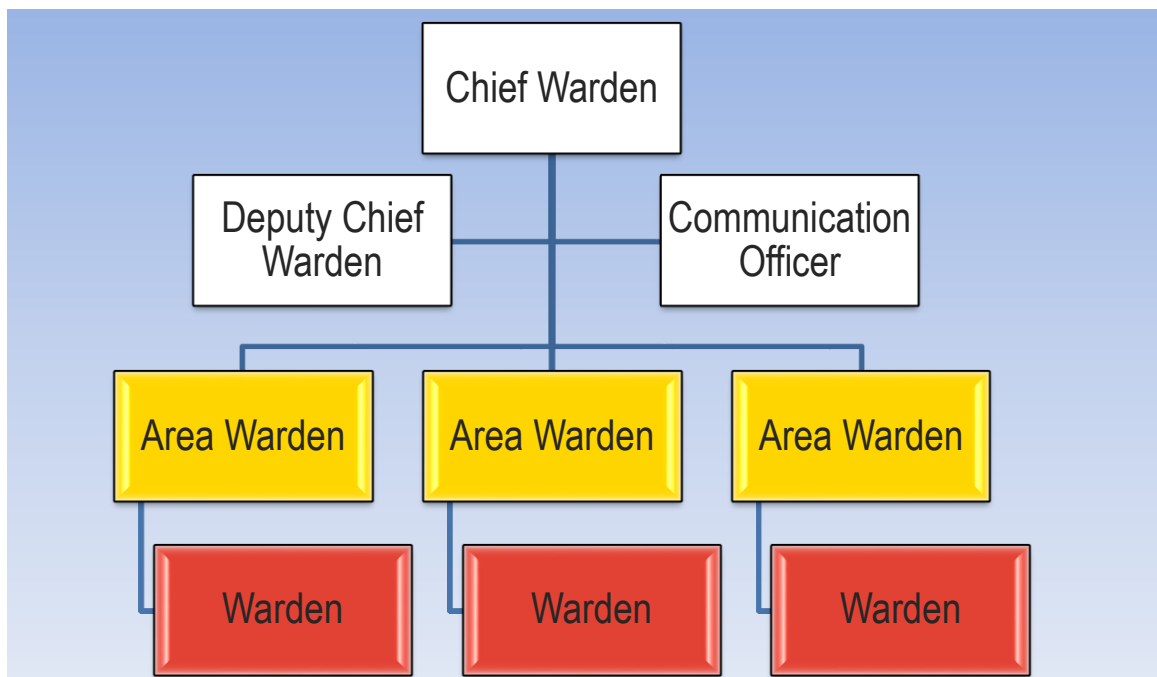 Chief Warden
Deputy Chief
Warden
Communication
Officer
Area Warden
Area Warden
Area Warden
Warden
Warden
Warden